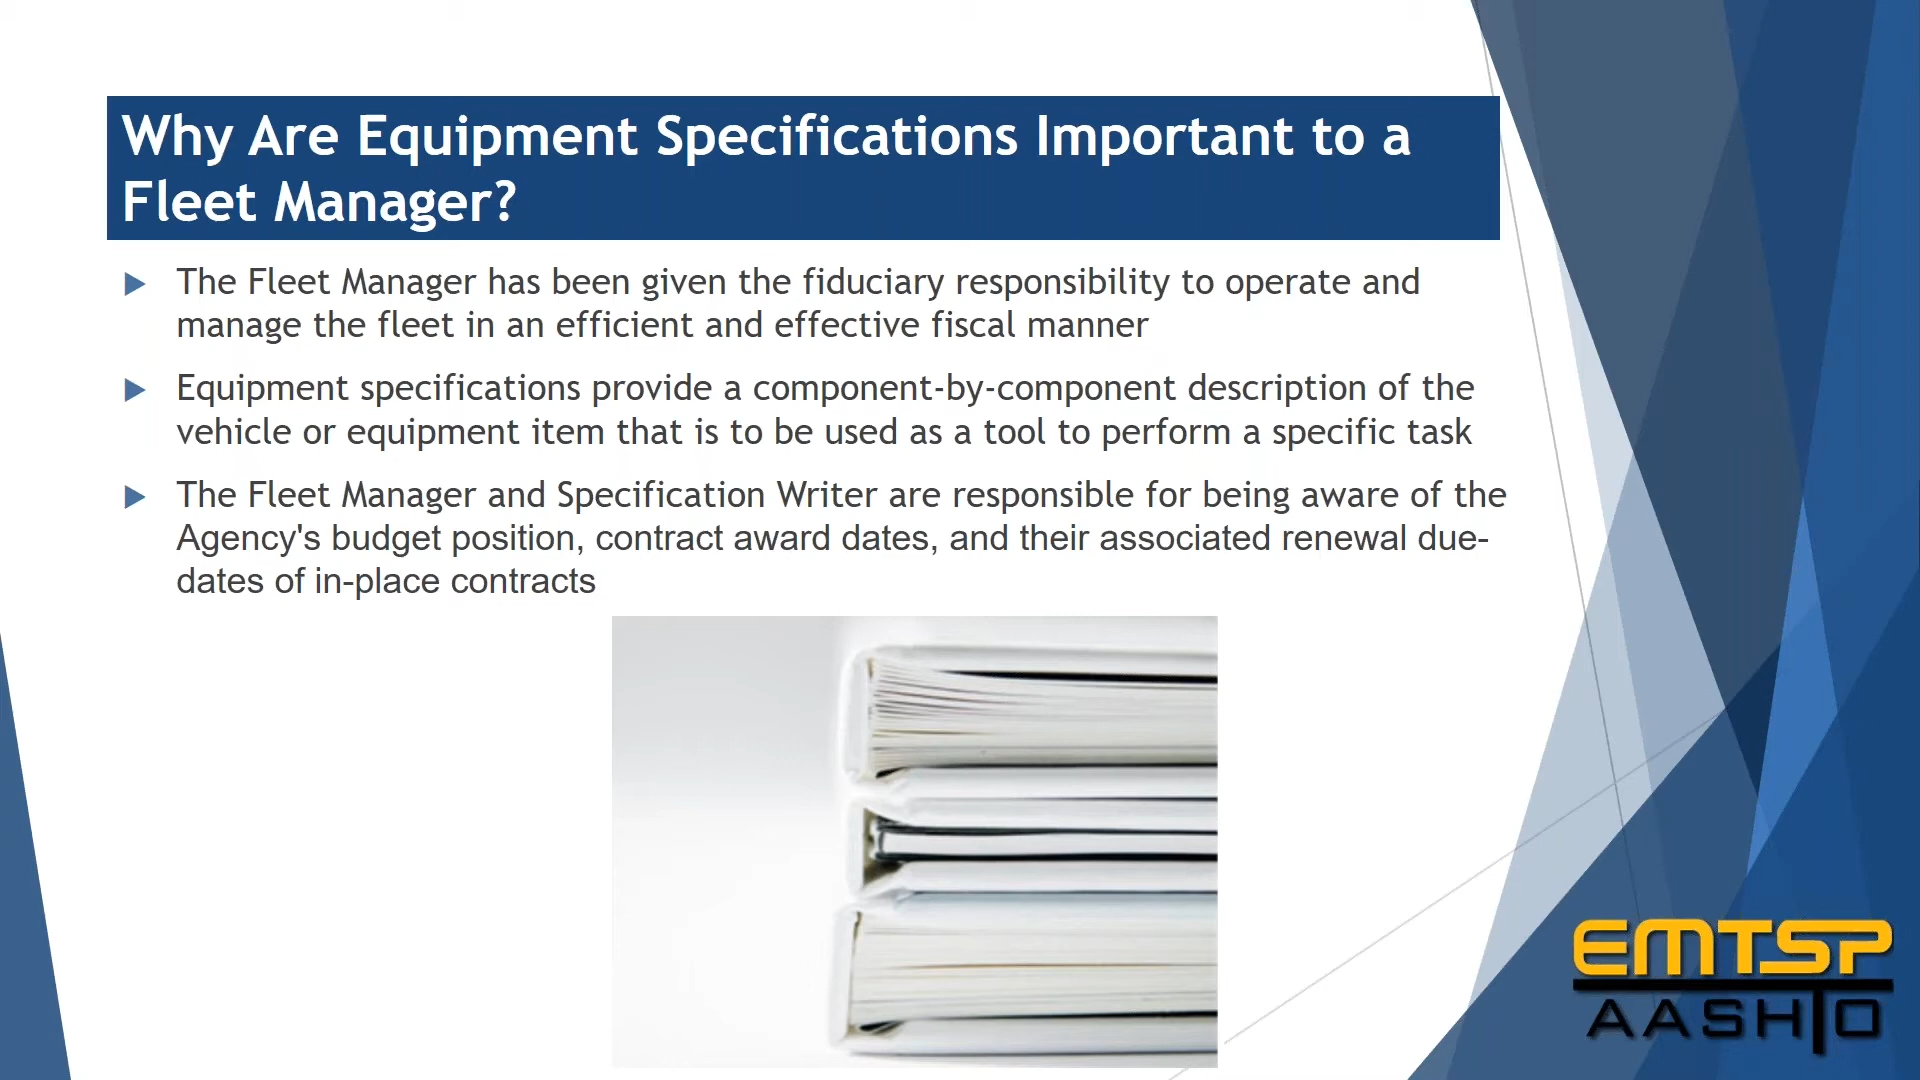 Why Are Equipment Specifications Important to a
Fleet Manager?
The Fleet Manager has been given the fiduciary responsibility to operate and
manage the fleet in an efficient and effective fiscal manner
Equipment specifications provide a component-by-component description of the
vehicle or equipment item that is to be used as a tool to perform a specific task
The Fleet Manager and Specification Writer are responsible for being aware of the
Agency's budget position, contract award dates, and their associated renewal due-
dates of in-place contracts
EMTSP
AASHTO